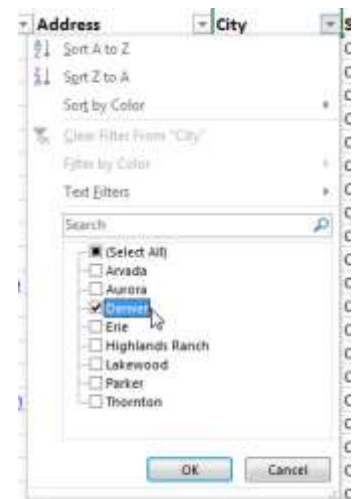 Address City S
Sort A to Z
Sort Z to A
Sort by Color
Clear Filter From "City"
Filter by Color
Text Filters
Search
(Select All)
Arvada
Aurora
Denver
Erie
Highlands Ranch
Lakewood
Parker
Thornton
OK Cancel